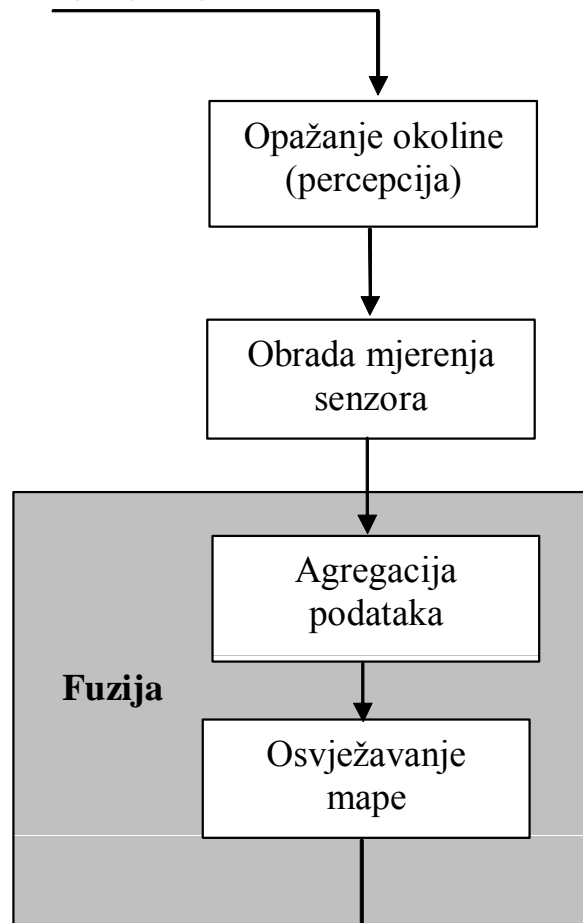 Opažanje okoline
(percepcija)
Obrada mjerenja
senzora
Agregacija
podataka
Fuzija
Osvježavanje
mape